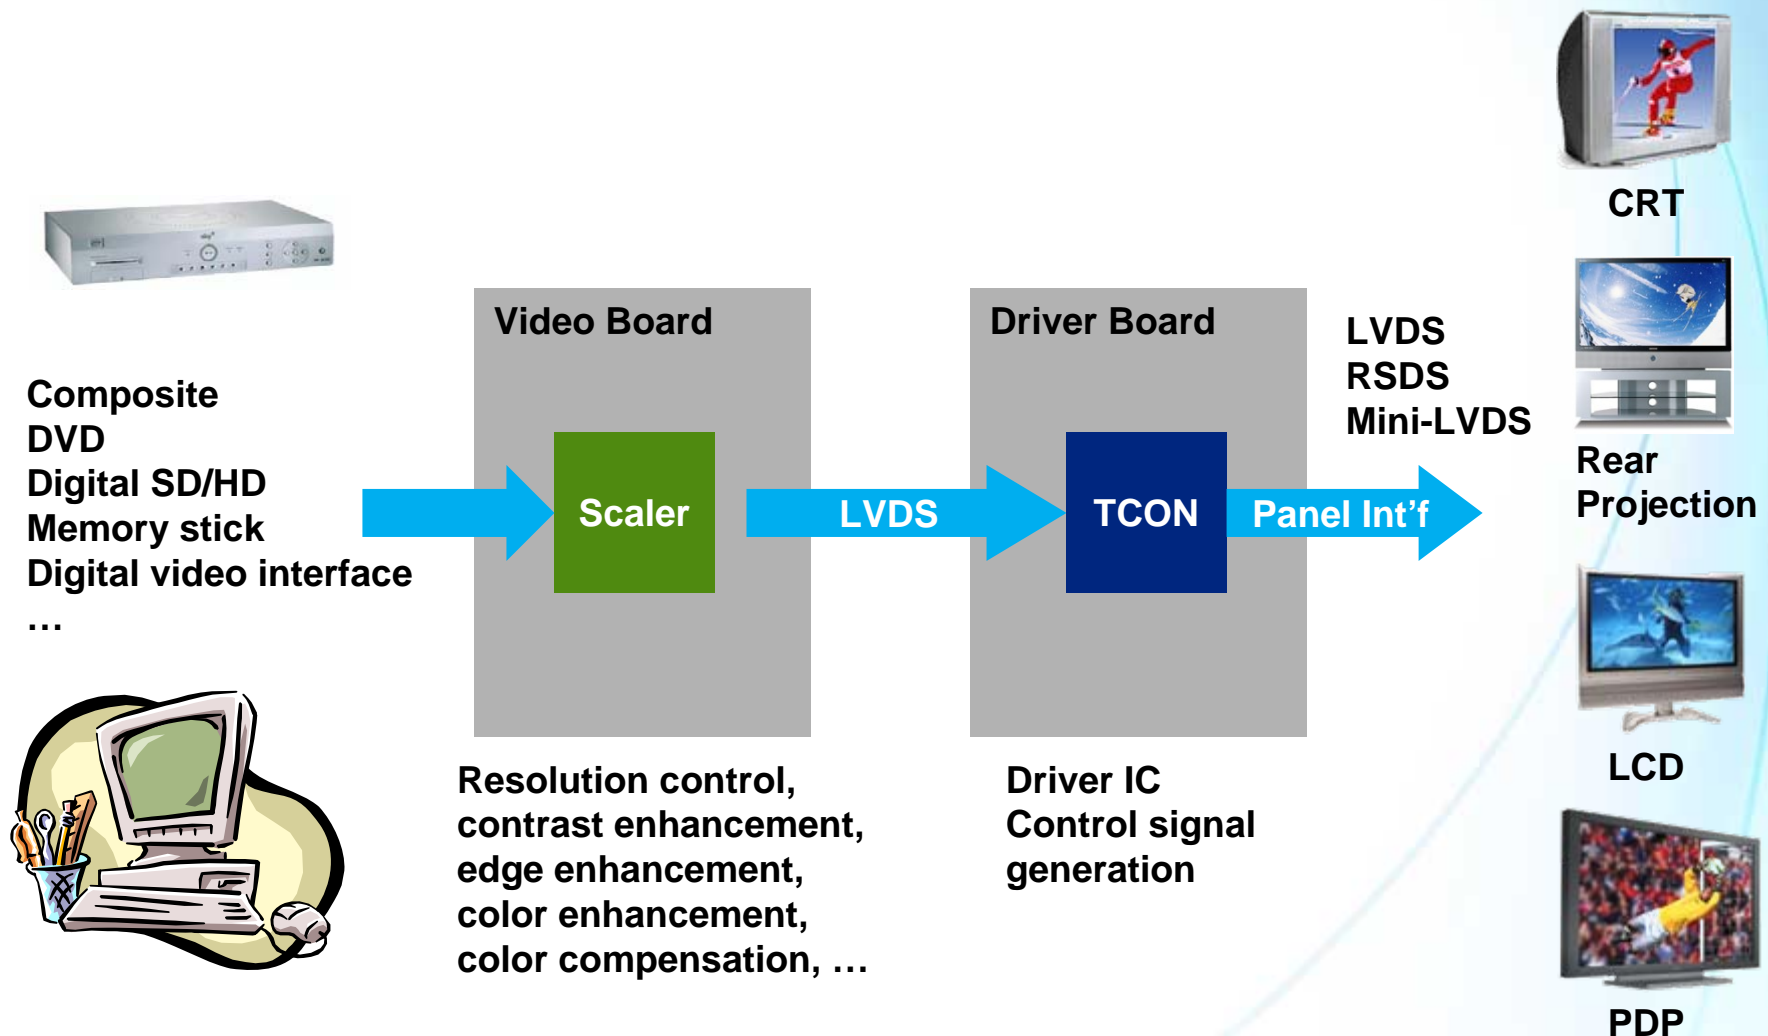 Composite
DVD
Digital SD/HD
Memory stick
Digital video interface
…
Video Board
Scaler
Resolution control,
contrast enhancement,
edge enhancement,
color enhancement,
color compensation, …
LVDS
Driver Board
TCON
Driver IC
Control signal
generation
Panel Int’f
LVDS
RSDS
Mini-LVDS
CRT
Rear
Projection
LCD
PDP